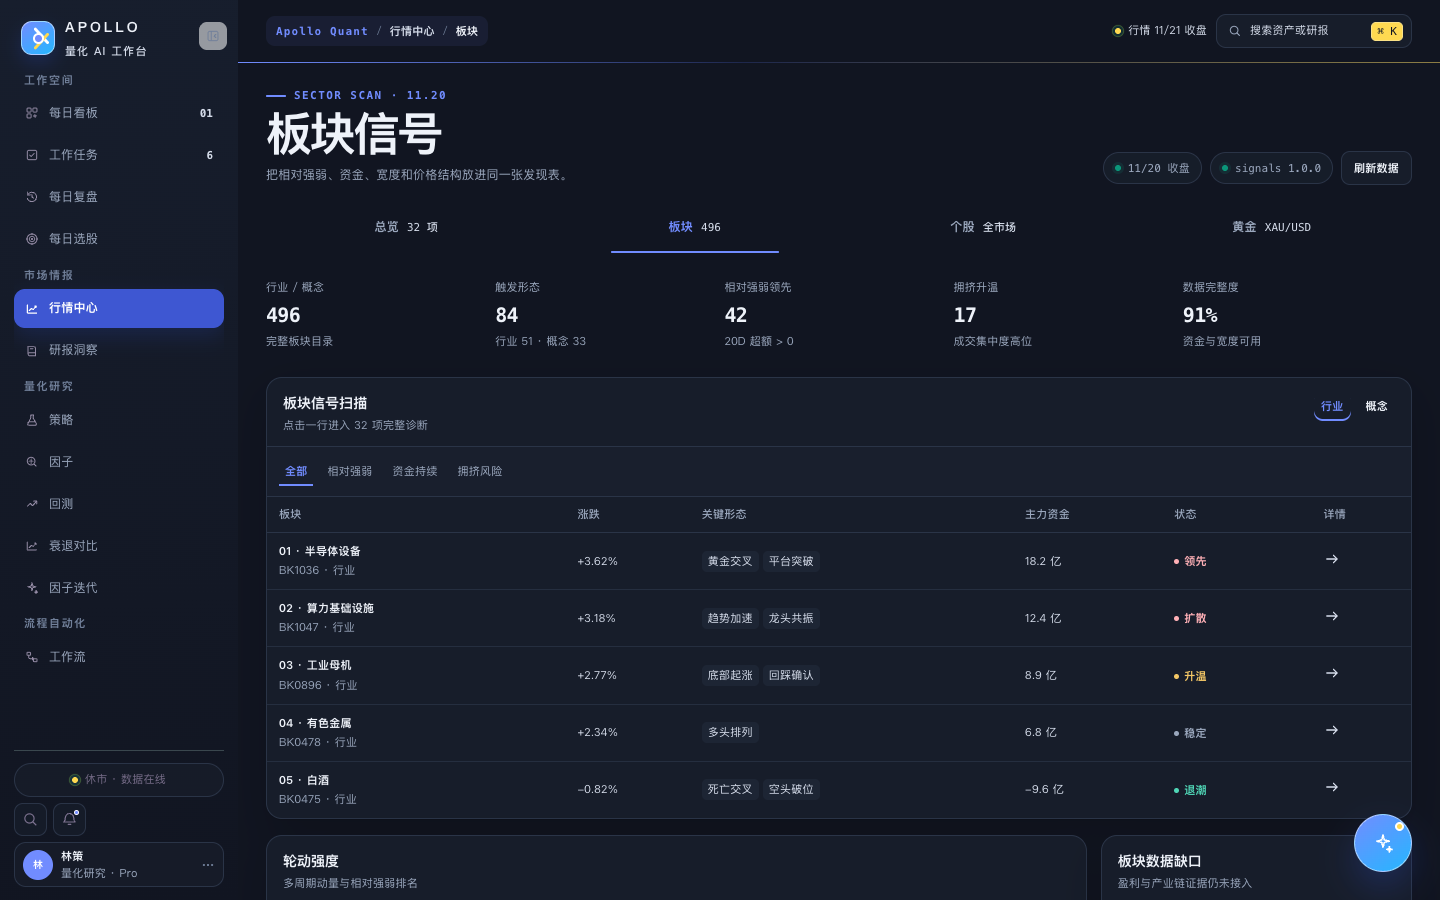 APOLLO
量化 AI 工作台
工作空间
每日看板 01
工作任务 6
每日复盘
每日选股
市场情报
行情中心
研报洞察
量化研究
策略
因子
回测
衰退对比
因子迭代
流程自动化
工作流
休市 · 数据在线
林
林策
量化研究 · Pro
Apollo Quant / 行情中心 / 板块
行情 11/21 收盘
搜索资产或研报
⌘ K
SECTOR SCAN · 11.20
板块信号
把相对强弱、资金、宽度和价格结构放进同一张发现表。
11/20 收盘
signals 1.0.0
刷新数据
总览 32 项
板块 496
个股 全市场
黄金 XAU/USD
行业 / 概念
496
完整板块目录
触发形态
84
行业 51 · 概念 33
相对强弱领先
42
20D 超额 > 0
拥挤升温
17
成交集中度高位
数据完整度
91%
资金与宽度可用
板块信号扫描
点击一行进入 32 项完整诊断
行业 概念
全部 相对强弱 资金持续 拥挤风险
板块 涨跌 关键形态 主力资金 状态 详情
01 · 半导体设备
BK1036 · 行业
+3.62% 黄金交叉 平台突破 18.2 亿 领先 →
02 · 算力基础设施
BK1047 · 行业
+3.18% 趋势加速 龙头共振 12.4 亿 扩散 →
03 · 工业母机
BK0896 · 行业
+2.77% 底部起涨 回踩确认 8.9 亿 升温 →
04 · 有色金属
BK0478 · 行业
+2.34% 多头排列 6.8 亿 稳定 →
05 · 白酒
BK0475 · 行业
−0.82% 死亡交叉 空头破位 −9.6 亿 退潮 →
轮动强度
多周期动量与相对强弱排名
板块数据缺口
盈利与产业链证据仍未接入